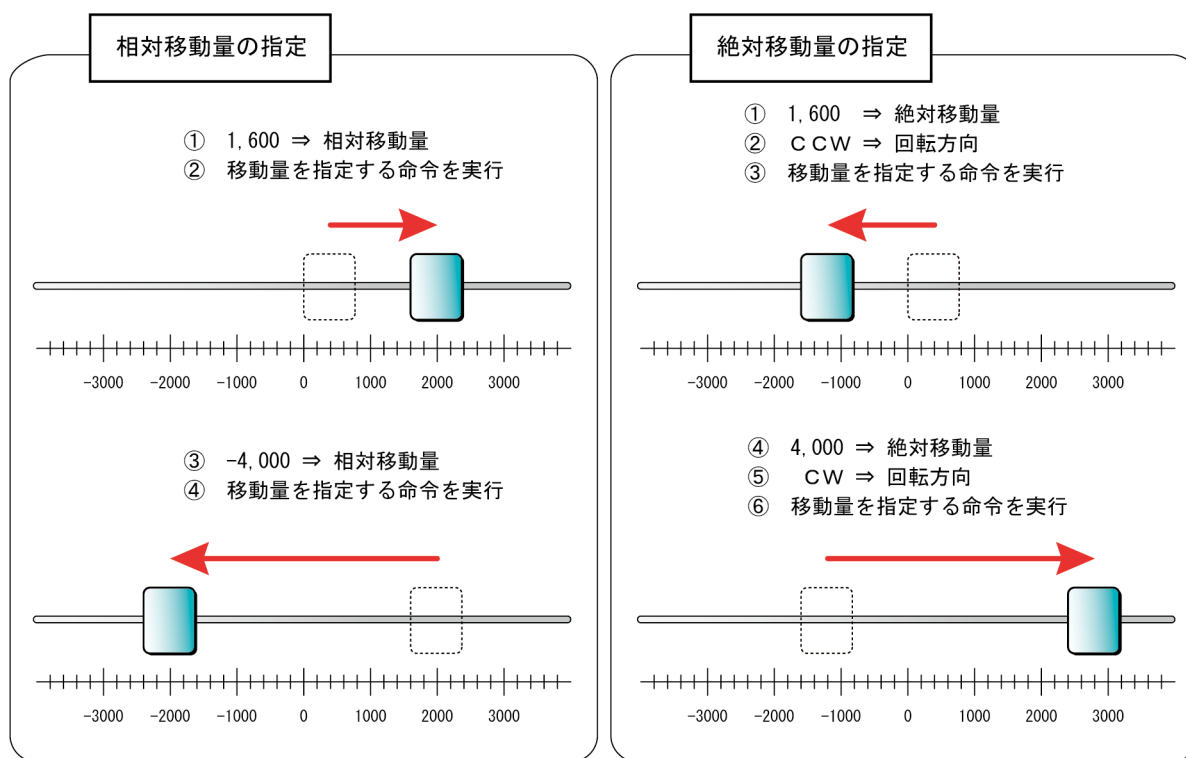 相対移動量の指定
① 1,600 ⇒ 相対移動量
② 移動量を指定する命令を実行
-3000 -2000 -1000 0 1000 2000 3000
③ -4,000 ⇒ 相対移動量
④ 移動量を指定する命令を実行
-3000 -2000 -1000 0 1000 2000 3000
絶対移動量の指定
① 1,600 ⇒ 絶対移動量
② CCW ⇒ 回転方向
③ 移動量を指定する命令を実行
-3000 -2000 -1000 0 1000 2000 3000
④ 4,000 ⇒ 絶対移動量
⑤ CW ⇒ 回転方向
⑥ 移動量を指定する命令を実行
-3000 -2000 -1000 0 1000 2000 3000